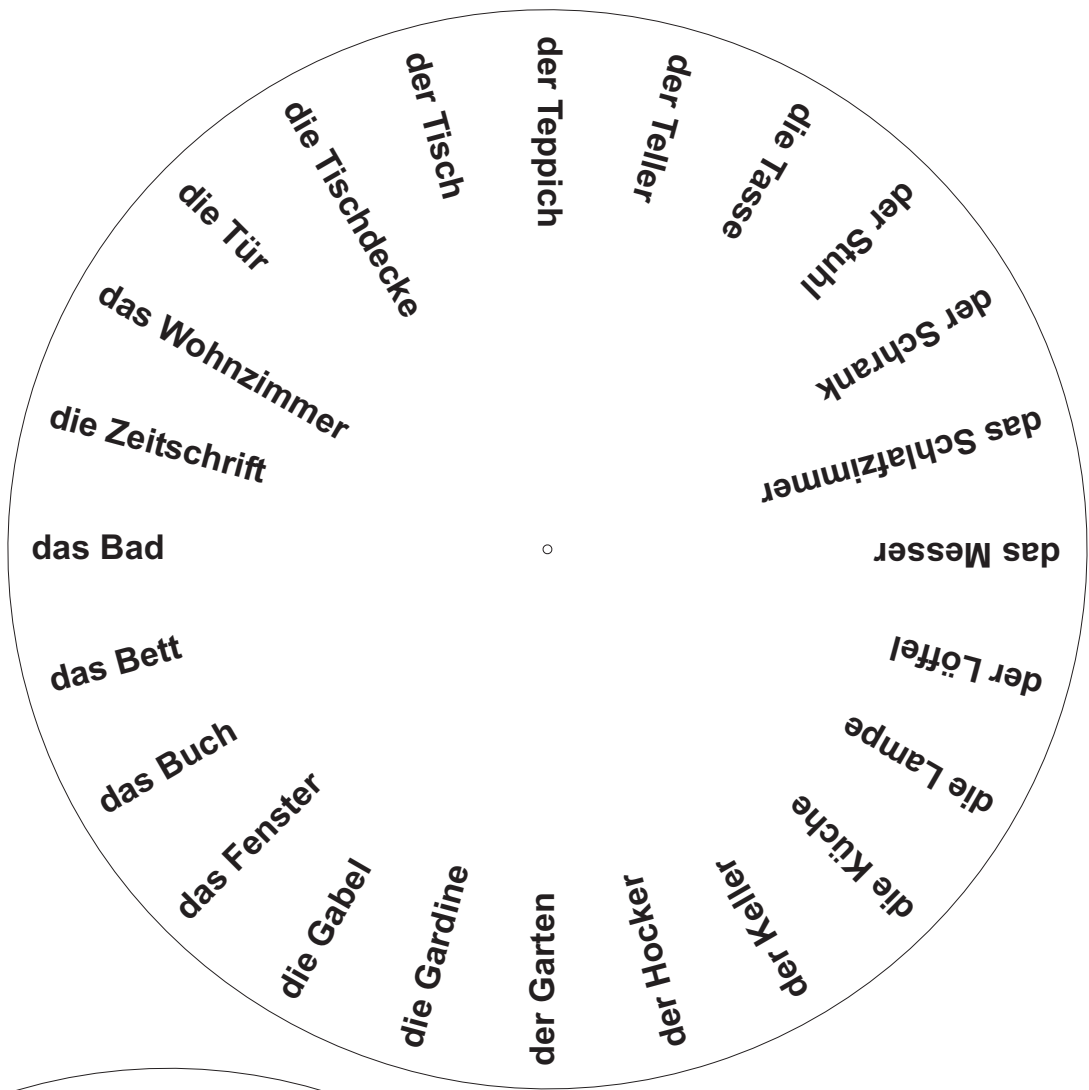 das Bad
das Bett
das Buch
das Fenster
die Gabel
die Gardine
der Garten
der Hocker
der Keller
die Küche
die Lampe
der Löffel
das Messer
das Schlafzimmer
der Schrank
der Stuhl
die Tasse
der Teller
der Teppich
der Tisch
die Tischdecke
die Tür
das Wohnzimmer
die Zeitschrift